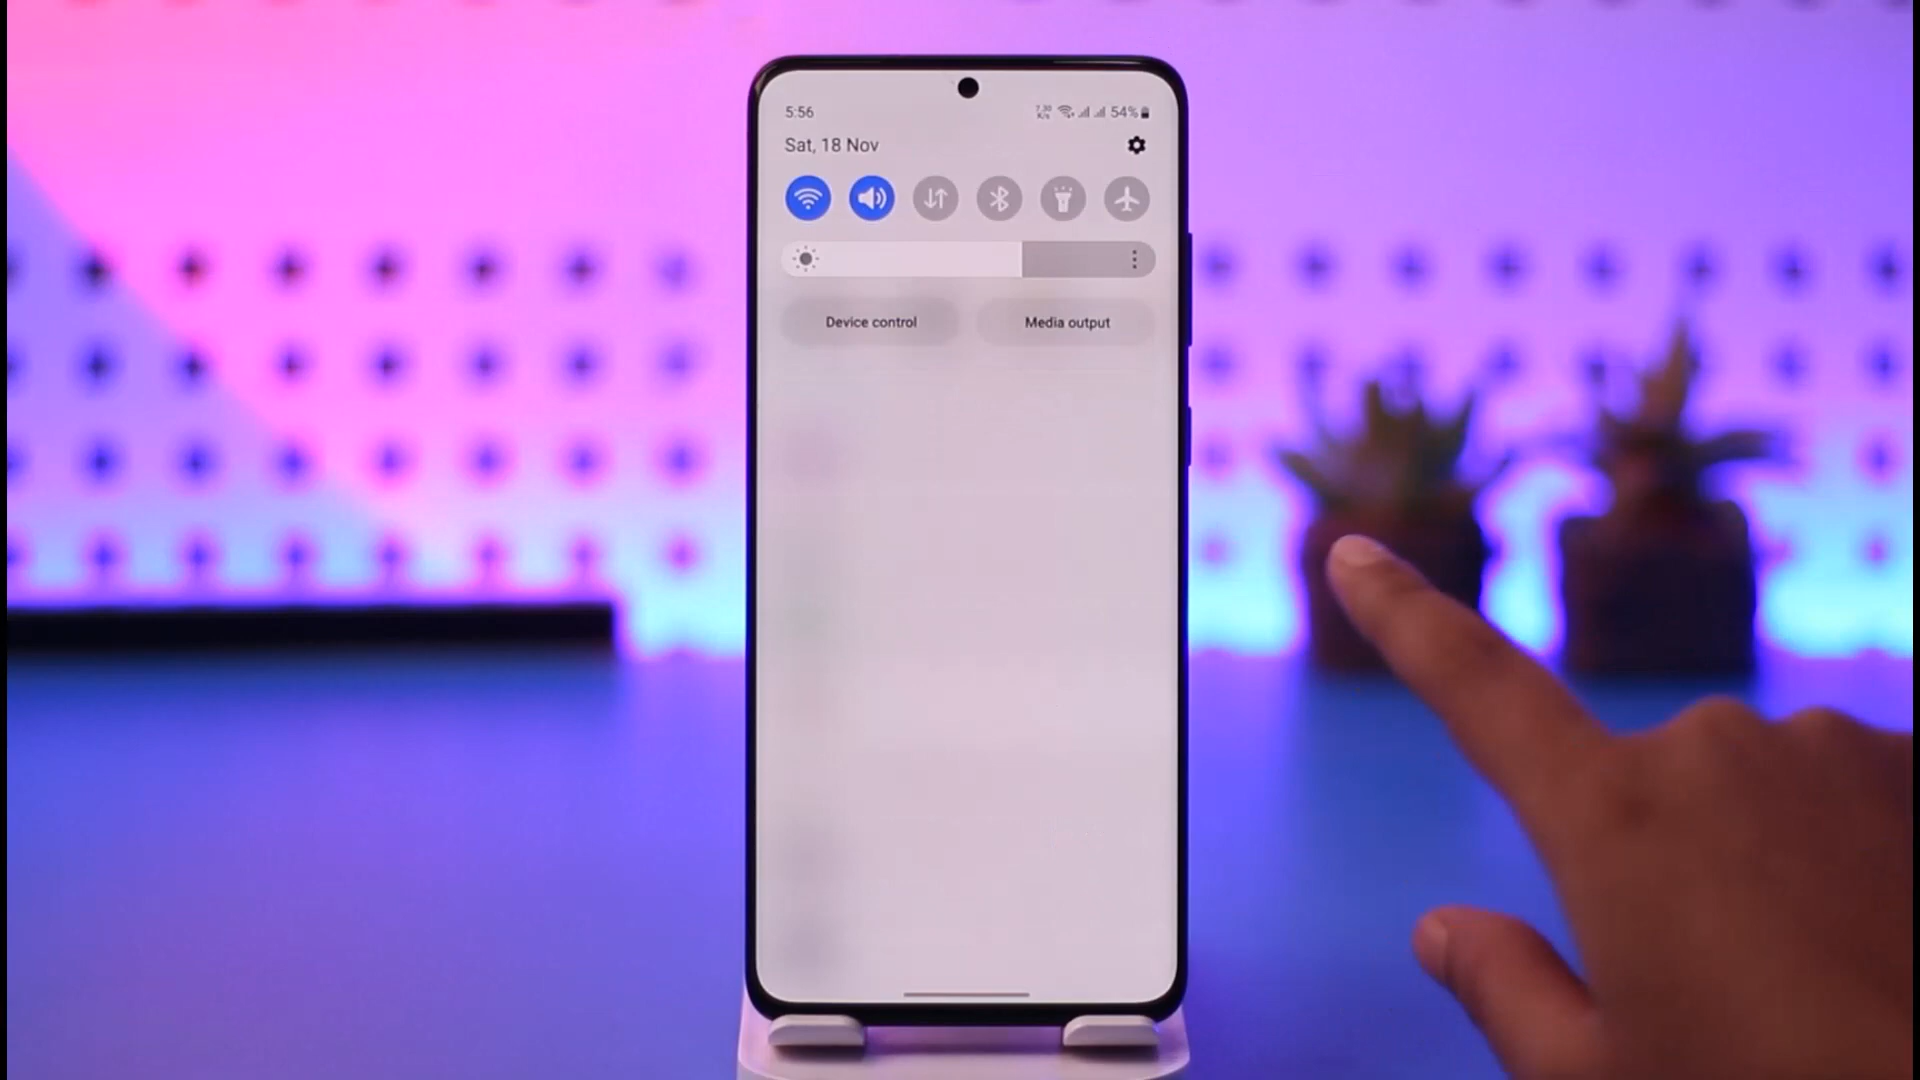 5:56
54%
Sat, 18 Nov
Device control
Media output